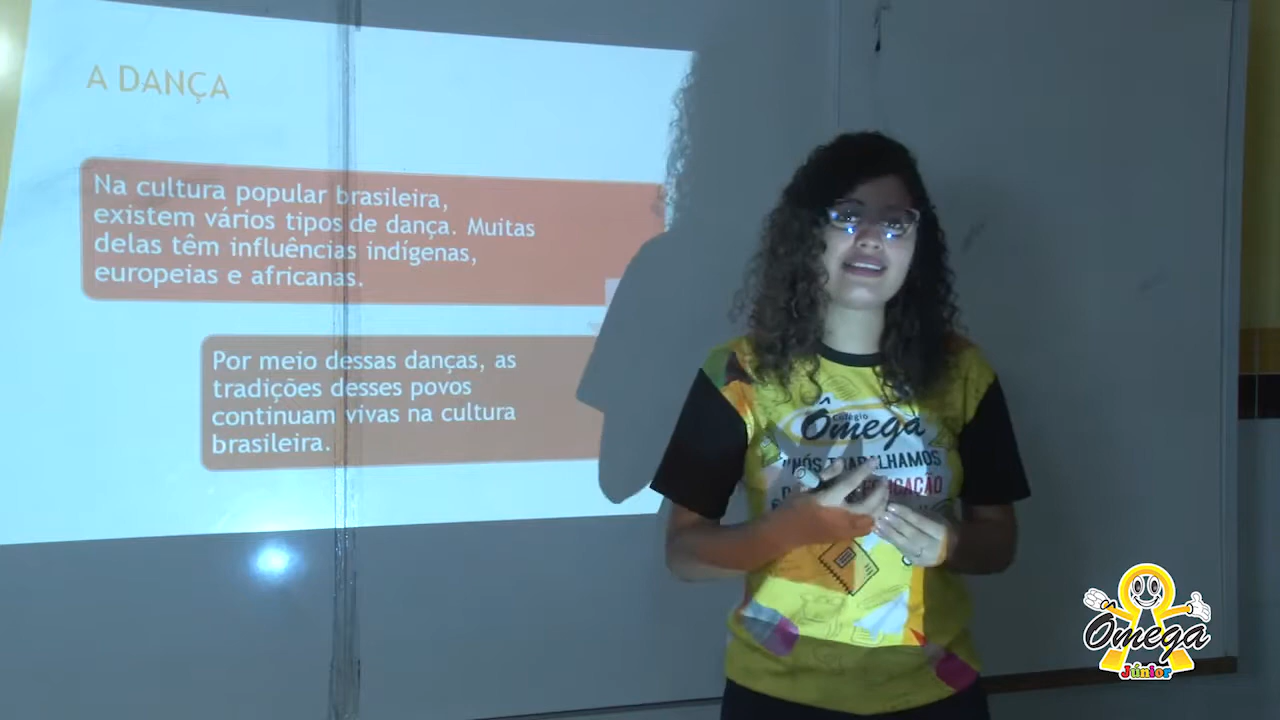 A DANÇA
Na cultura popular brasileira,
existem vários tipos de dança. Muitas
delas têm influências indígenas,
europeias e africanas.
Por meio dessas danças, as
tradições desses povos
continuam vivas na cultura
brasileira.
Colégio
Ômega
"NÓS TRABALHAMOS
EDUCAÇÃO
Ômega
Júnior